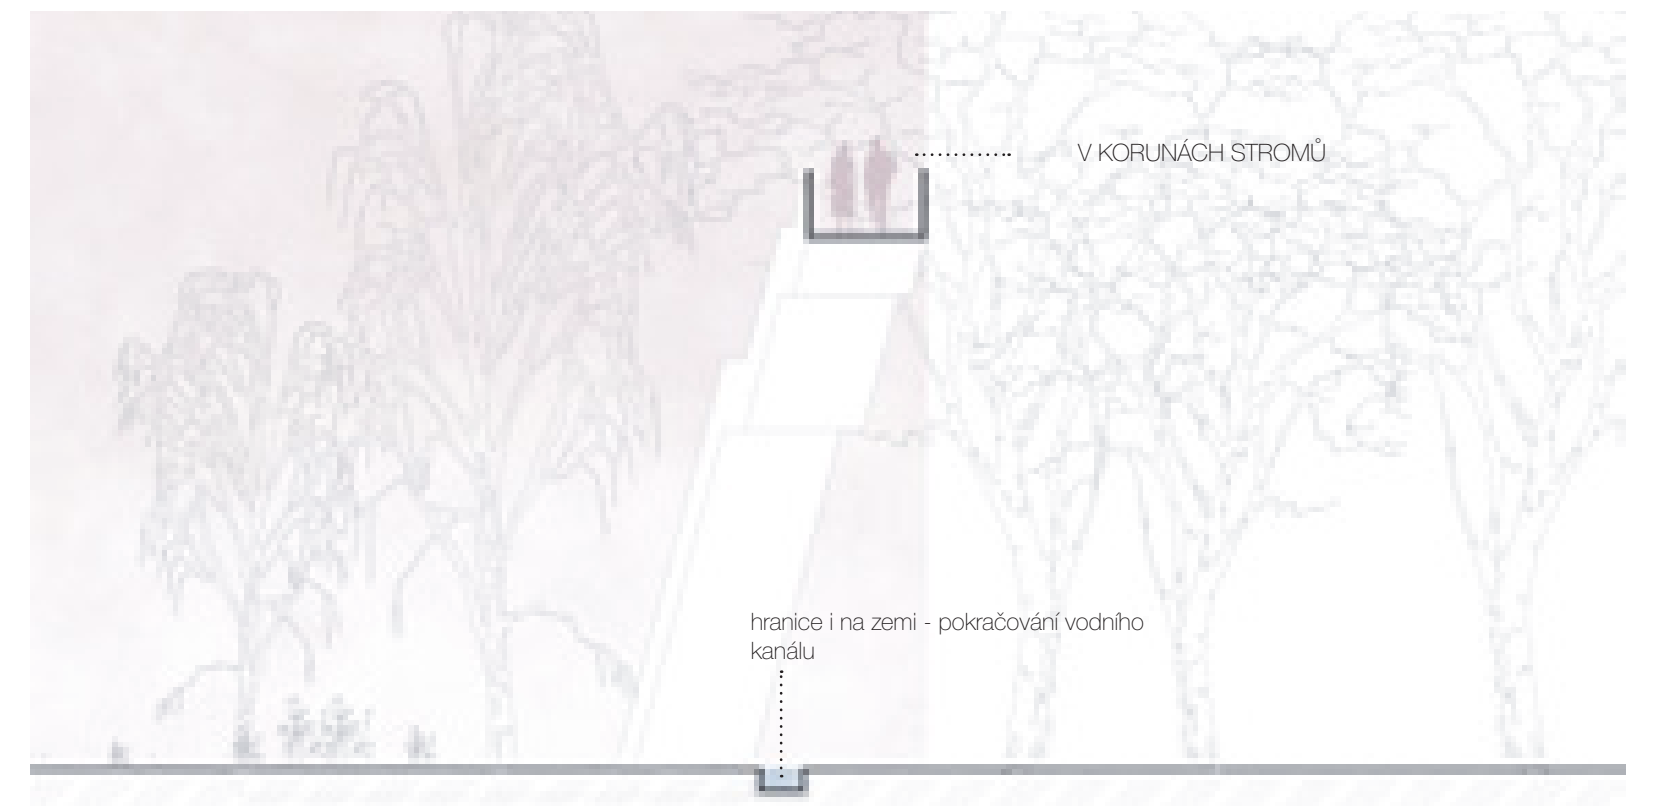 V KORUNÁCH STROMŮ
hranice i na zemi - pokračování vodního
kanálu